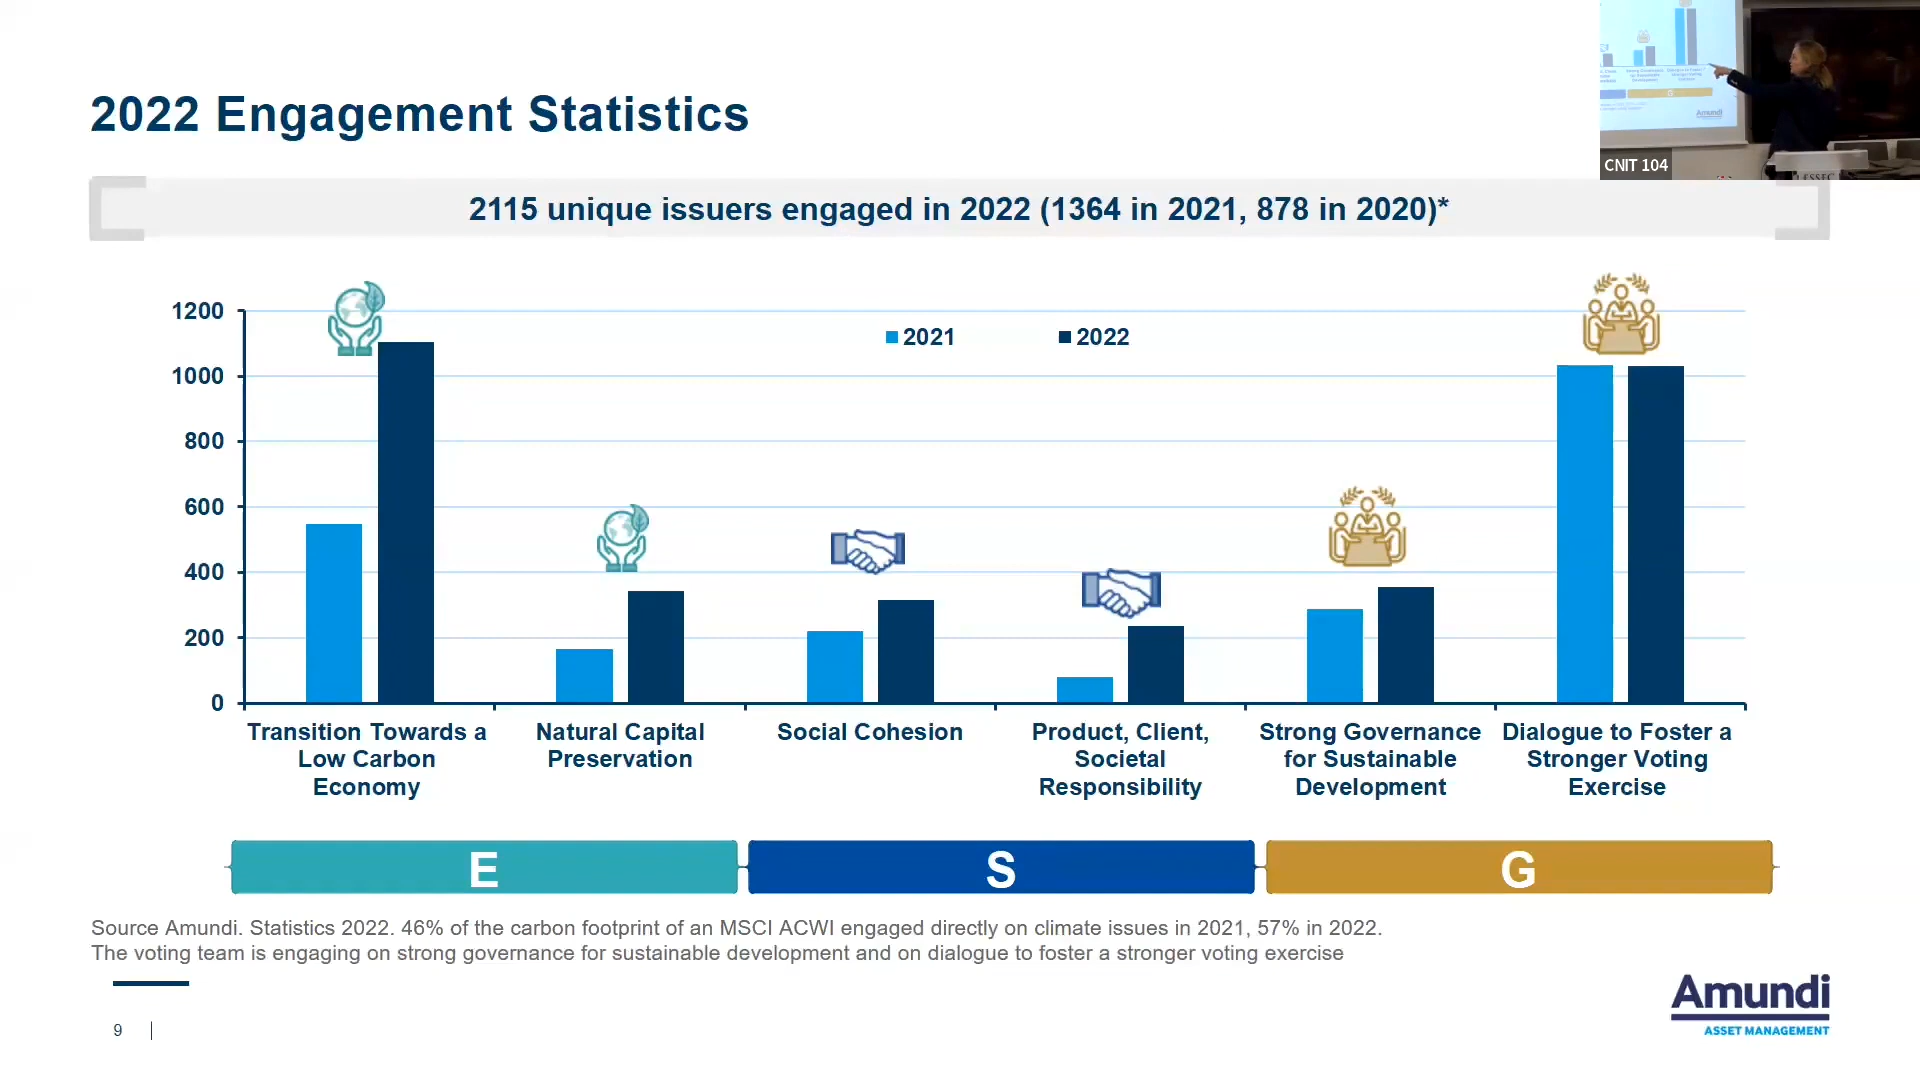 2022 Engagement Statistics
CNIT 104
2115 unique issuers engaged in 2022 (1364 in 2021, 878 in 2020)*
1200
1000
800
600
400
200
0
2021
2022
Transition Towards a
Low Carbon
Economy
Natural Capital
Preservation
Social Cohesion
Product, Client,
Societal
Responsibility
Strong Governance
for Sustainable
Development
Dialogue to Foster a
Stronger Voting
Exercise
E
S
G
Source Amundi. Statistics 2022. 46% of the carbon footprint of an MSCI ACWI engaged directly on climate issues in 2021, 57% in 2022.
The voting team is engaging on strong governance for sustainable development and on dialogue to foster a stronger voting exercise
9
Amundi
ASSET MANAGEMENT
Amundi
ESSEC